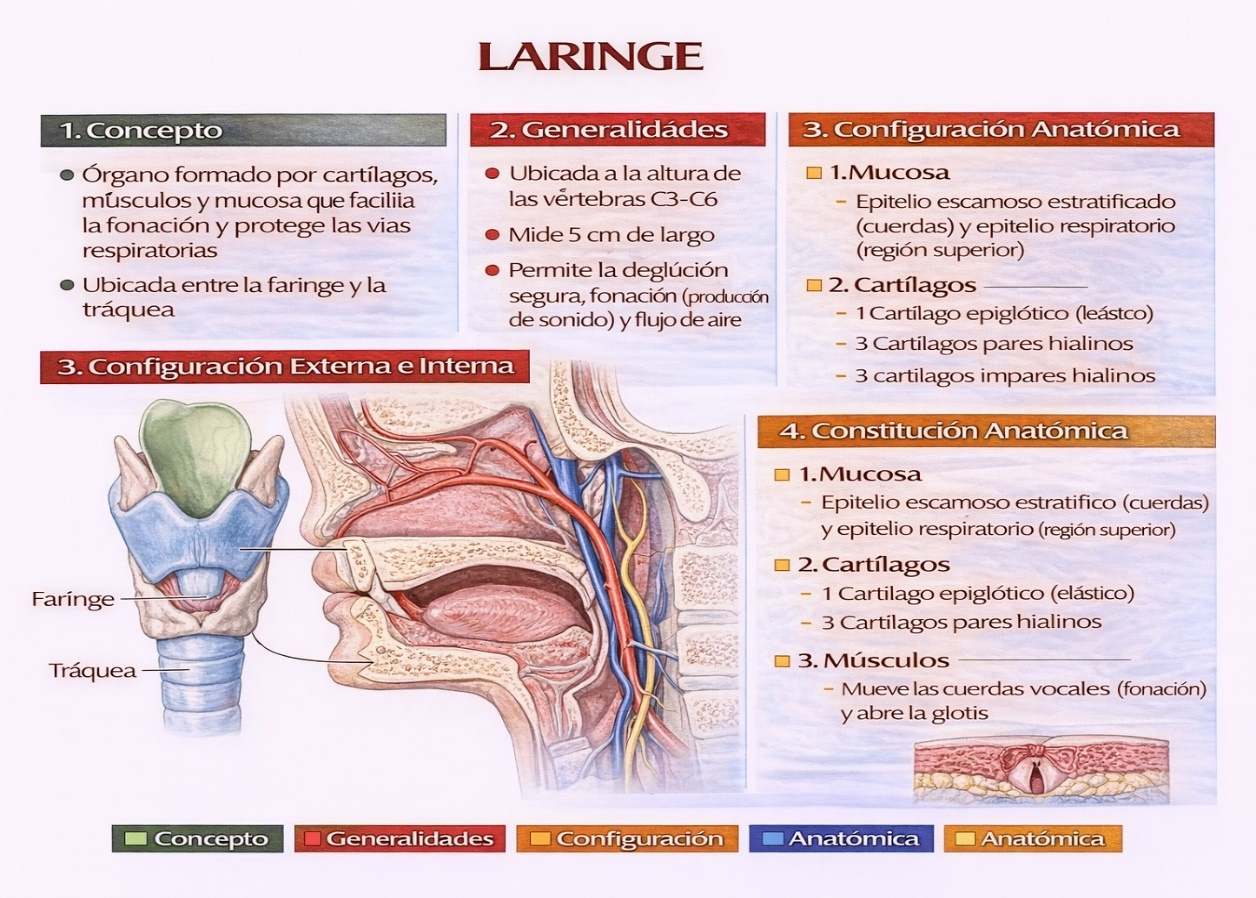 LARINGE
1. Concepto
Órgano formado por cartílagos,
músculos y mucosa que faciliia
la fonación y protege las vias
respiratorias
Ubicada entre la faringe y la
tráquea
2. Generalidádes
Ubicada a la altura de
las vértebras C3-C6
Mide 5 cm de largo
Permite la deglúción
segura, fonación (producción
de sonido) y flujo de aire
3. Configuración Anatómica
1. Mucosa
– Epitelio escamoso estratificado
(cuerdas) y epitelio respiratorio
(región superior)
2. Cartílagos
– 1 Cartílago epiglótico (leástco)
– 3 Cartílagos pares hialinos
– 3 cartilagos impares hialinos
3. Configuración Externa e Interna
Farínge
Tráquea
4. Constitución Anatómica
1. Mucosa
– Epitelio escamoso estratifico (cuerdas)
y epitelio respiratorio (región superior)
2. Cartílagos
– 1 Cartilago epiglótico (elástico)
– 3 Cartilagos pares hialinos
3. Músculos
– Mueve las cuerdas vocales (fonación)
y abre la glotis
Concepto
Generalidades
Configuración
Anatómica
Anatómica